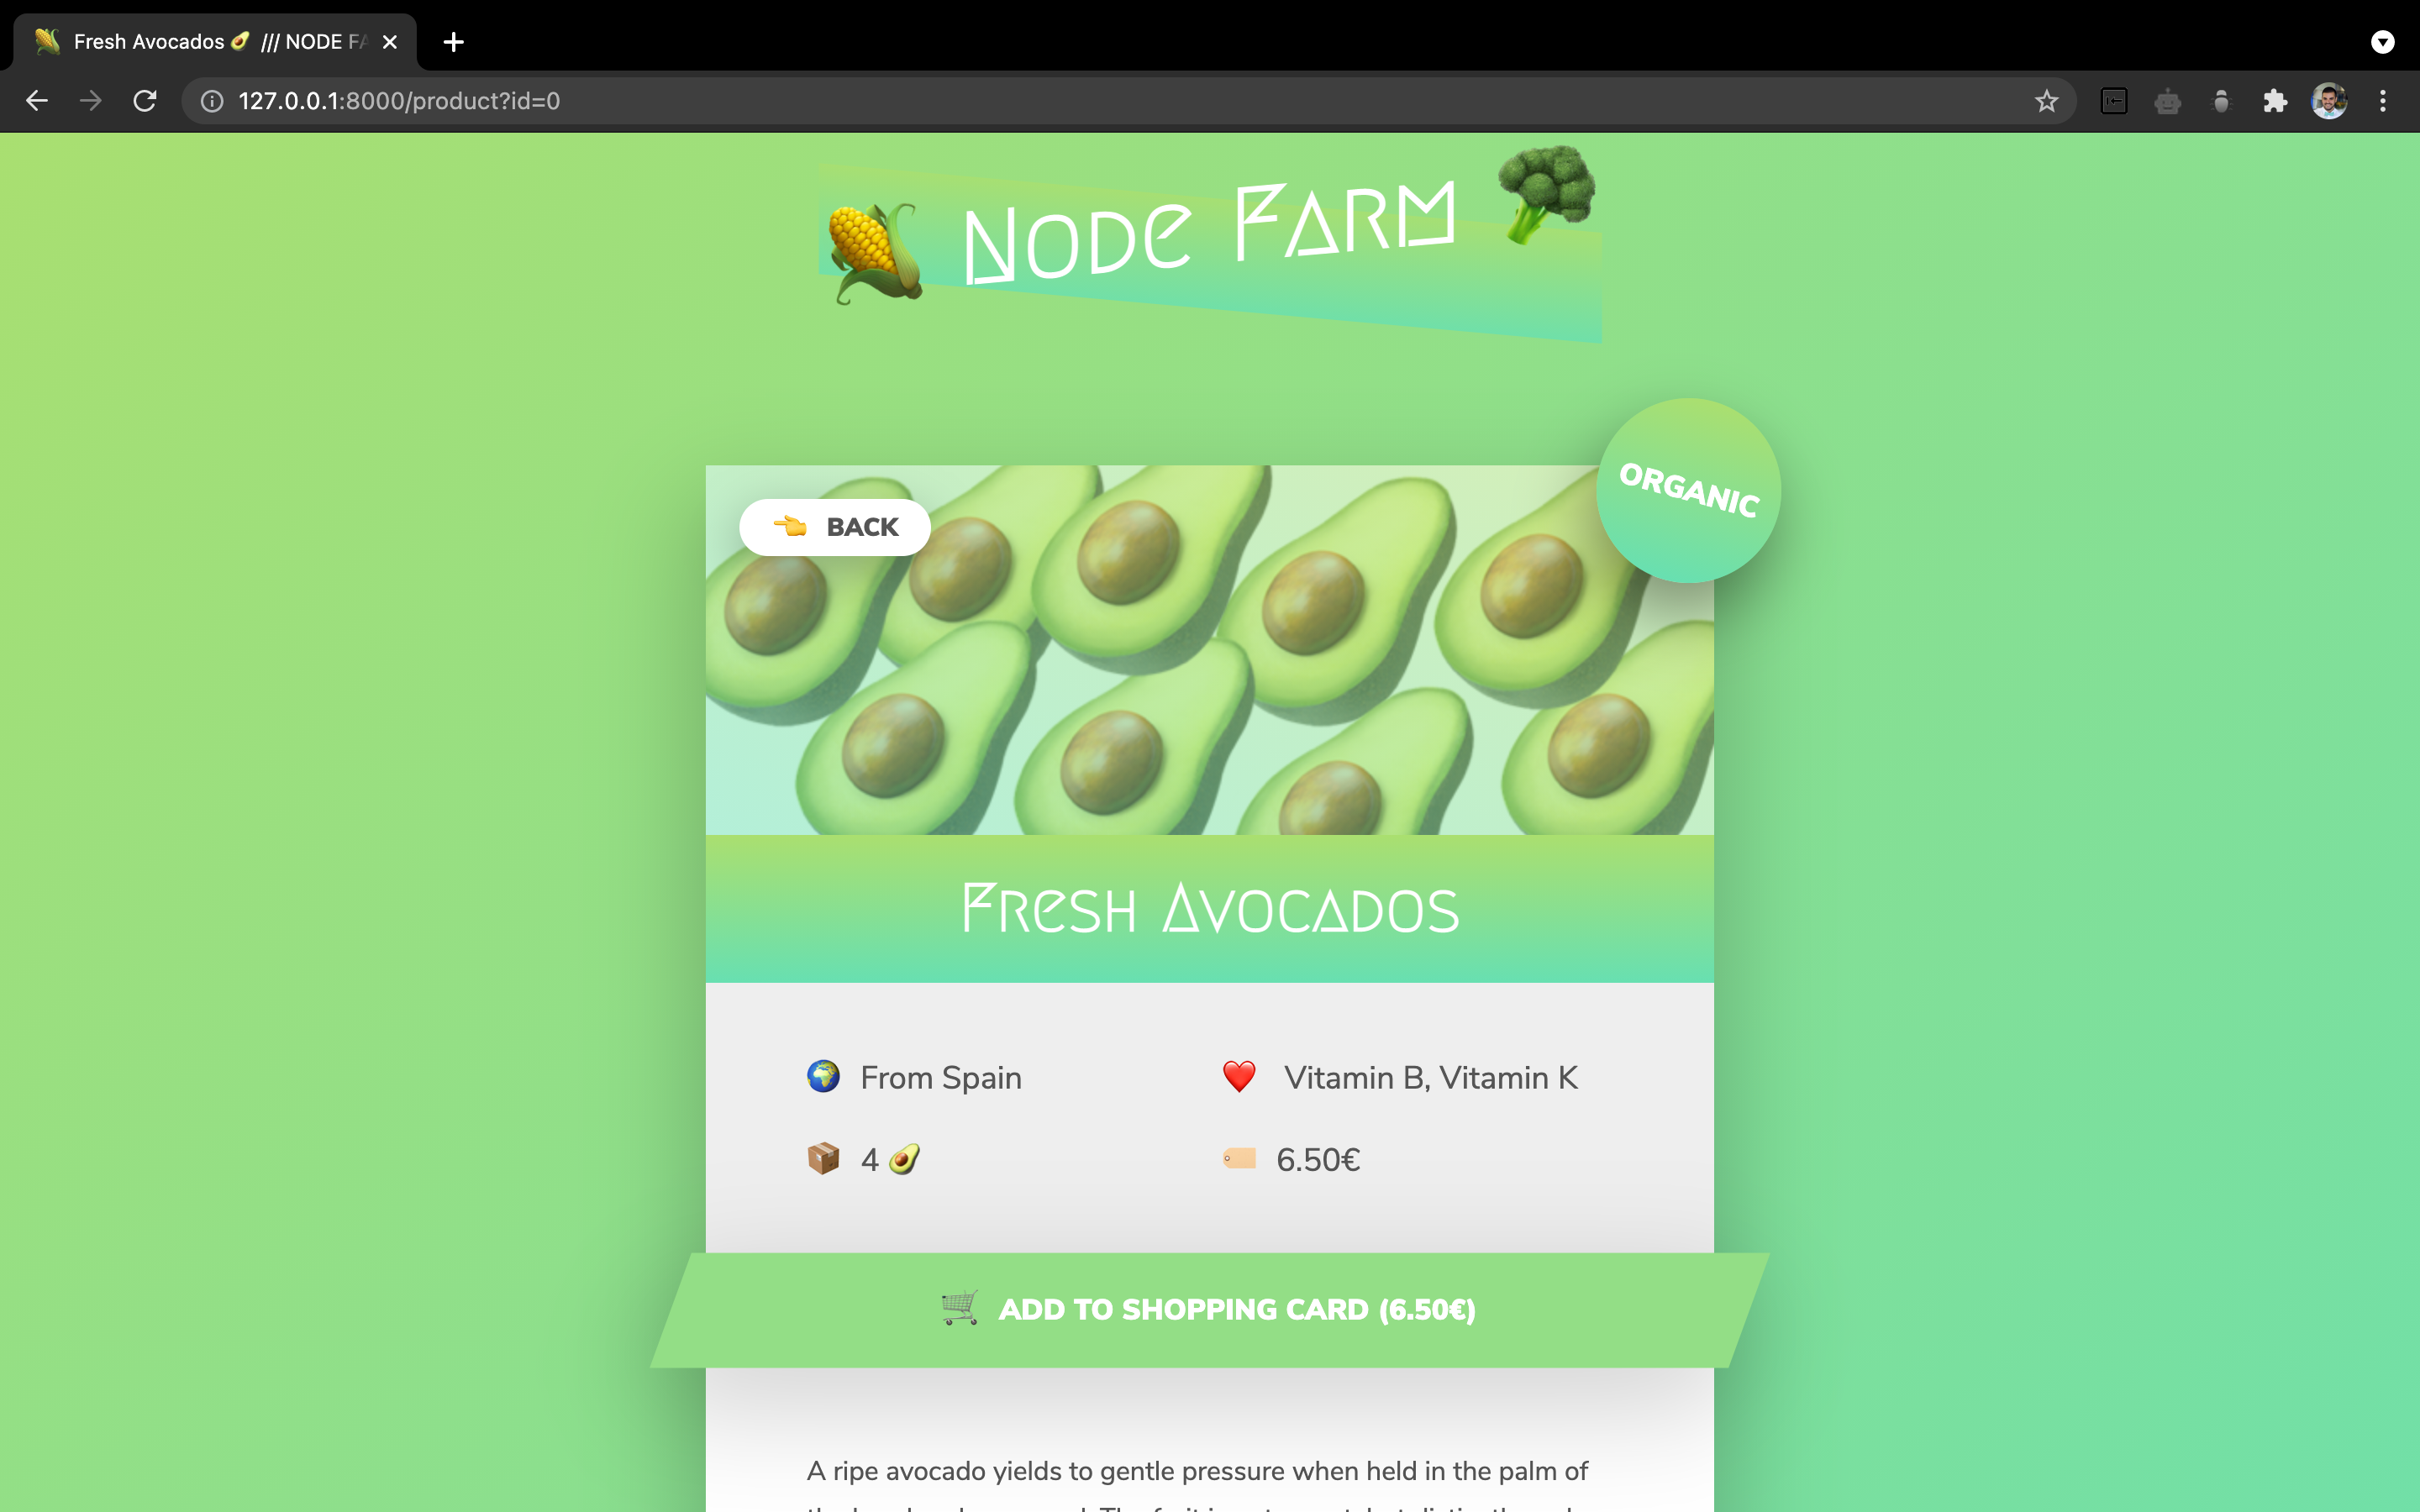 Fresh Avocados 🥑 /// NODE FA
127.0.0.1:8000/product?id=0
NODE FARM
ORGANIC
👈 BACK
FRESH AVOCADOS
🌍 From Spain
❤️ Vitamin B, Vitamin K
📦 4 🥑
🏷 6.50€
🛒 ADD TO SHOPPING CARD (6.50€)
A ripe avocado yields to gentle pressure when held in the palm of